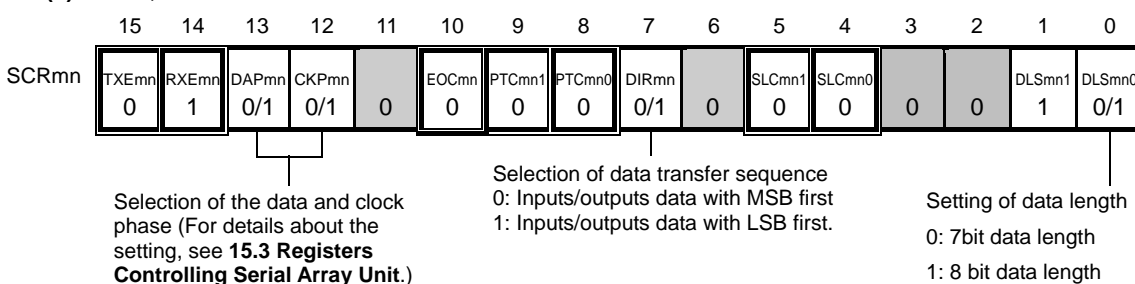 15 14 13 12 11 10 9 8 7 6 5 4 3 2 1 0
SCRmn TXEmn RXEmn DAPmn CKPmn EOCmn PTCmn1 PTCmn0 DIRmn SLCmn1 SLCmn0 DLSmn1 DLSmn0
0 1 0/1 0/1 0 0 0 0 0/1 0 0 0 0 0 1 0/1
Selection of the data and clock
phase (For details about the
setting, see 15.3 Registers
Controlling Serial Array Unit.)
Selection of data transfer sequence
0: Inputs/outputs data with MSB first
1: Inputs/outputs data with LSB first.
Setting of data length
0: 7bit data length
1: 8 bit data length